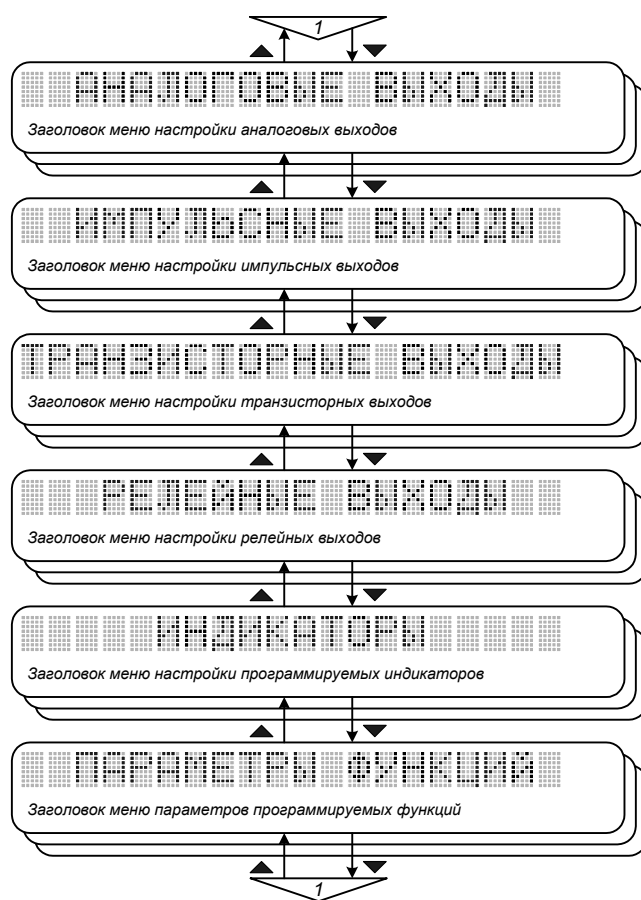 1
АНАЛОГОВЫЕ ВЫХОДЫ
Заголовок меню настройки аналоговых выходов
ИМПУЛЬСНЫЕ ВЫХОДЫ
Заголовок меню настройки импульсных выходов
ТРАНЗИСТОРНЫЕ ВЫХОДЫ
Заголовок меню настройки транзисторных выходов
РЕЛЕЙНЫЕ ВЫХОДЫ
Заголовок меню настройки релейных выходов
ИНДИКАТОРЫ
Заголовок меню настройки программируемых индикаторов
ПАРАМЕТРЫ ФУНКЦИЙ
Заголовок меню параметров программируемых функций
1